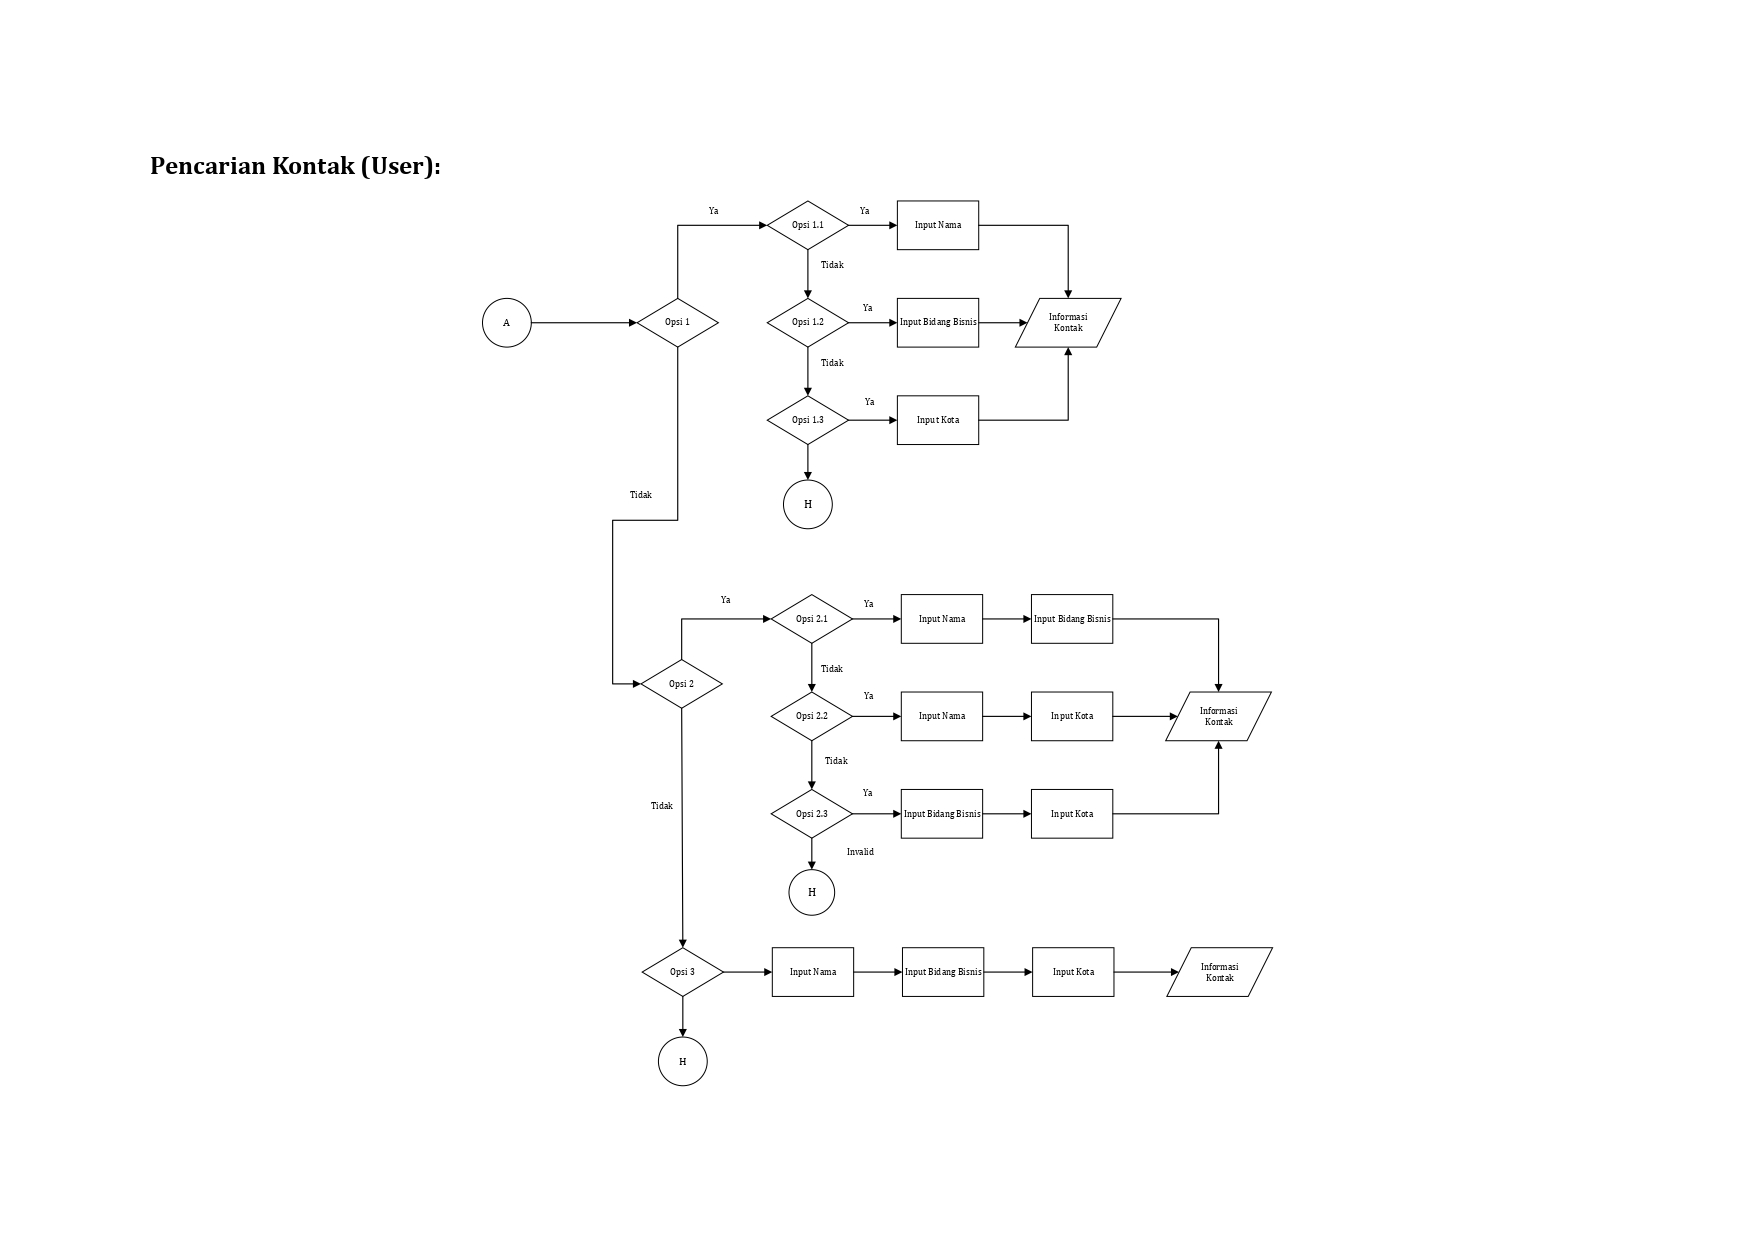 Pencarian Kontak (User):
Ya
Opsi 1.1
Ya
Input Nama
Tidak
A
Opsi 1
Opsi 1.2
Ya
Input Bidang Bisnis
Informasi
Kontak
Tidak
Opsi 1.3
Ya
Input Kota
Tidak
H
Ya
Opsi 2.1
Ya
Input Nama
Input Bidang Bisnis
Tidak
Opsi 2
Opsi 2.2
Ya
Input Nama
Input Kota
Informasi
Kontak
Tidak
Tidak
Opsi 2.3
Ya
Input Bidang Bisnis
Input Kota
Invalid
H
Opsi 3
Input Nama
Input Bidang Bisnis
Input Kota
Informasi
Kontak
H